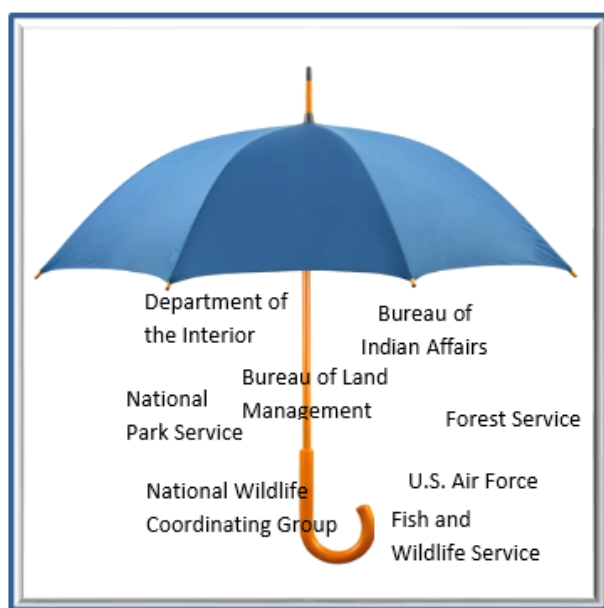 Department of
the Interior
Bureau of
Indian Affairs
Bureau of Land
Management
National
Park Service
Forest Service
U.S. Air Force
National Wildlife
Coordinating Group
Fish and
Wildlife Service